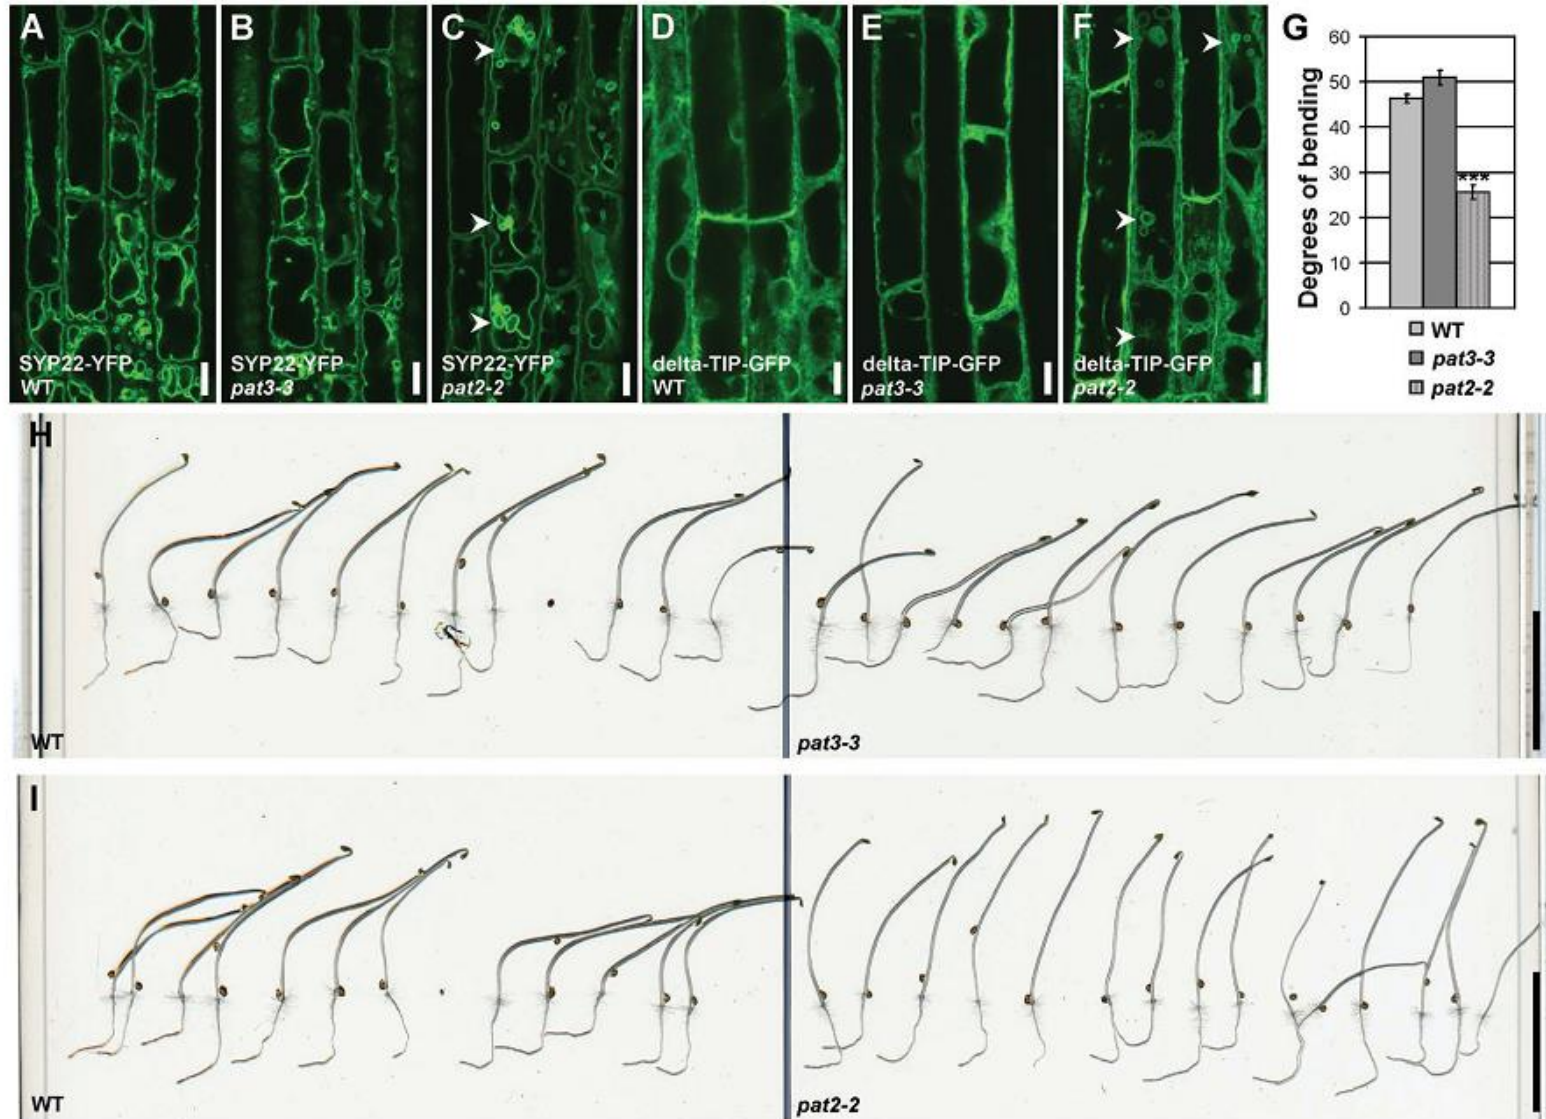 A
B
C
D
E
F
G
SYP22-YFP
WT
SYP22-YFP
pat3-3
SYP22-YFP
pat2-2
delta-TIP-GFP
WT
delta-TIP-GFP
pat3-3
delta-TIP-GFP
pat2-2
Degrees of bending
60
50
40
30
20
10
0
***
WT
pat3-3
pat2-2
H
WT
pat3-3
I
WT
pat2-2